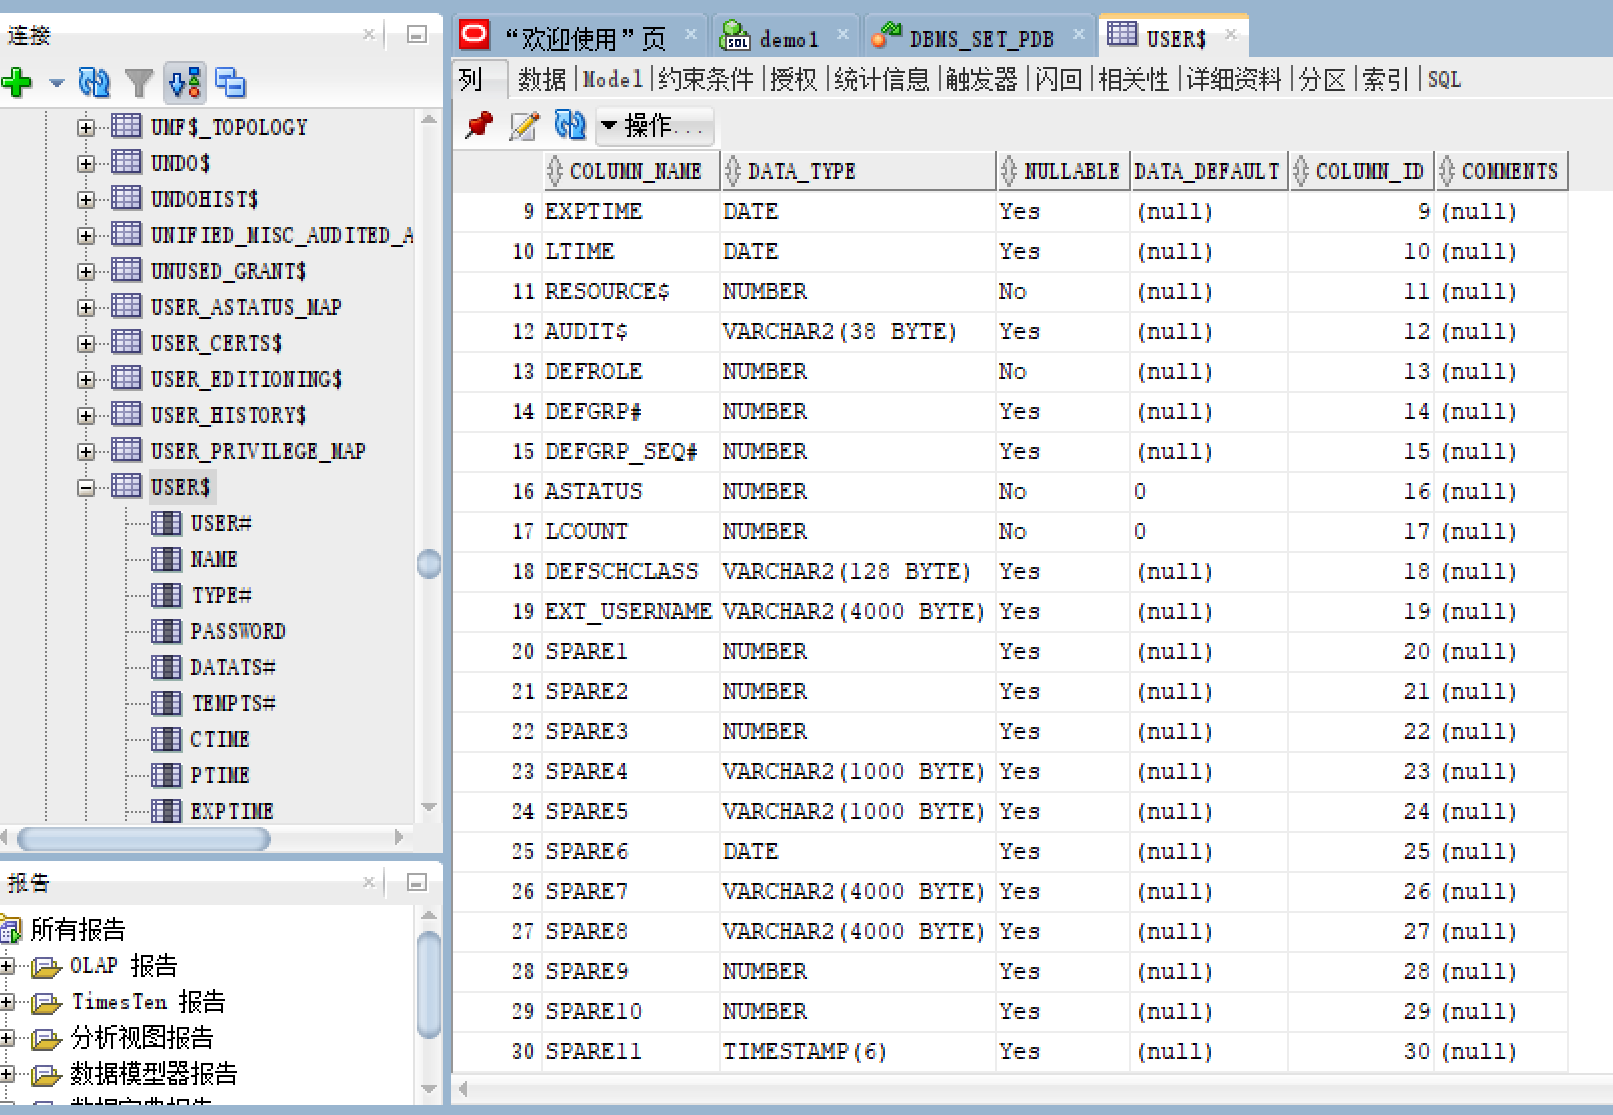 连接
UMF$_TOPOLOGY
UNDO$
UNDOHIST$
UNIFIED_MISC_AUDITED_A
UNUSED_GRANT$
USER_ASTATUS_MAP
USER_CERTS$
USER_EDITIONING$
USER_HISTORY$
USER_PRIVILEGE_MAP
USER$
USER#
NAME
TYPE#
PASSWORD
DATATS#
TEMPTS#
CTIME
PTIME
EXPTIME
报告
所有报告
OLAP 报告
TimesTen 报告
分析视图报告
数据模型器报告
数据字典报告
“欢迎使用”页 demo1 DBMS_SET_PDB USER$
列 数据 Model 约束条件 授权 统计信息 触发器 闪回 相关性 详细资料 分区 索引 SQL
操作...
COLUMN_NAME DATA_TYPE NULLABLE DATA_DEFAULT COLUMN_ID COMMENTS
9 EXPTIME DATE Yes (null) 9 (null)
10 LTIME DATE Yes (null) 10 (null)
11 RESOURCE$ NUMBER No (null) 11 (null)
12 AUDIT$ VARCHAR2(38 BYTE) Yes (null) 12 (null)
13 DEFROLE NUMBER No (null) 13 (null)
14 DEFGRP# NUMBER Yes (null) 14 (null)
15 DEFGRP_SEQ# NUMBER Yes (null) 15 (null)
16 ASTATUS NUMBER No 0 16 (null)
17 LCOUNT NUMBER No 0 17 (null)
18 DEFSCHCLASS VARCHAR2(128 BYTE) Yes (null) 18 (null)
19 EXT_USERNAME VARCHAR2(4000 BYTE) Yes (null) 19 (null)
20 SPARE1 NUMBER Yes (null) 20 (null)
21 SPARE2 NUMBER Yes (null) 21 (null)
22 SPARE3 NUMBER Yes (null) 22 (null)
23 SPARE4 VARCHAR2(1000 BYTE) Yes (null) 23 (null)
24 SPARE5 VARCHAR2(1000 BYTE) Yes (null) 24 (null)
25 SPARE6 DATE Yes (null) 25 (null)
26 SPARE7 VARCHAR2(4000 BYTE) Yes (null) 26 (null)
27 SPARE8 VARCHAR2(4000 BYTE) Yes (null) 27 (null)
28 SPARE9 NUMBER Yes (null) 28 (null)
29 SPARE10 NUMBER Yes (null) 29 (null)
30 SPARE11 TIMESTAMP(6) Yes (null) 30 (null)